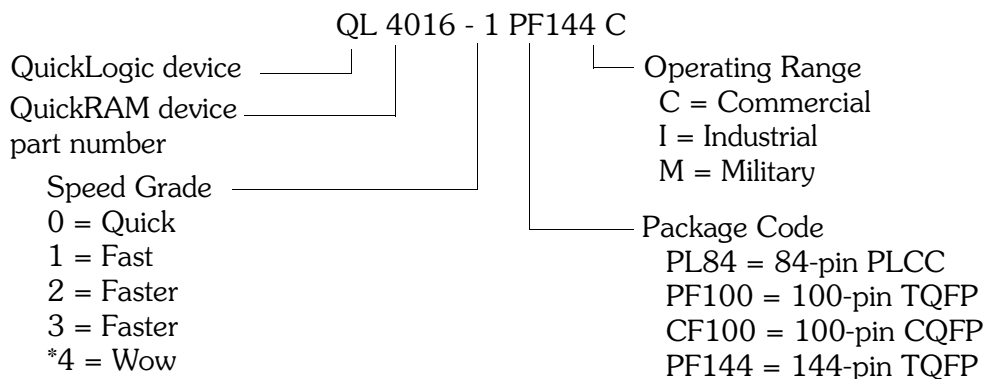 QL 4016 - 1 PF144 C
QuickLogic device
QuickRAM device
part number
Speed Grade
0 = Quick
1 = Fast
2 = Faster
3 = Faster
*4 = Wow
Operating Range
C = Commercial
I = Industrial
M = Military
Package Code
PL84 = 84-pin PLCC
PF100 = 100-pin TQFP
CF100 = 100-pin CQFP
PF144 = 144-pin TQFP